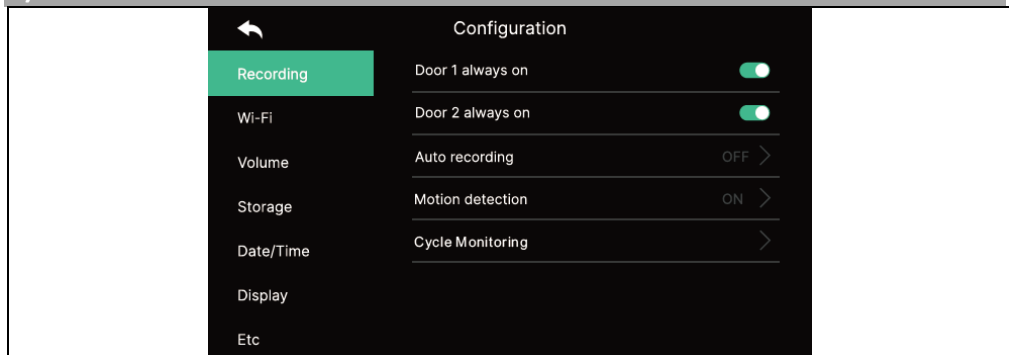 Configuration
Recording
Door 1 always on
Wi-Fi
Door 2 always on
Volume
Auto recording OFF
Storage
Motion detection ON
Date/Time
Cycle Monitoring
Display
Etc